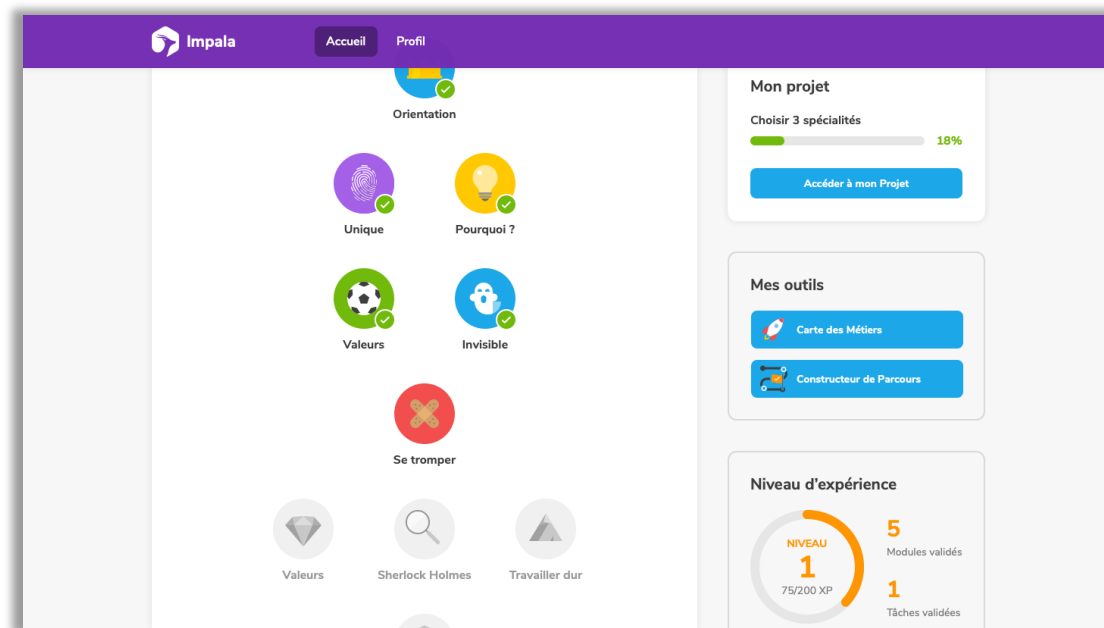 Impala
Accueil
Profil
Orientation
Unique
Pourquoi ?
Valeurs
Invisible
Se tromper
Valeurs
Sherlock Holmes
Travailler dur
Mon projet
Choisir 3 spécialités
18%
Accéder à mon Projet
Mes outils
Carte des Métiers
Constructeur de Parcours
Niveau d'expérience
NIVEAU
1
75/200 XP
5
Modules validés
1
Tâches validées